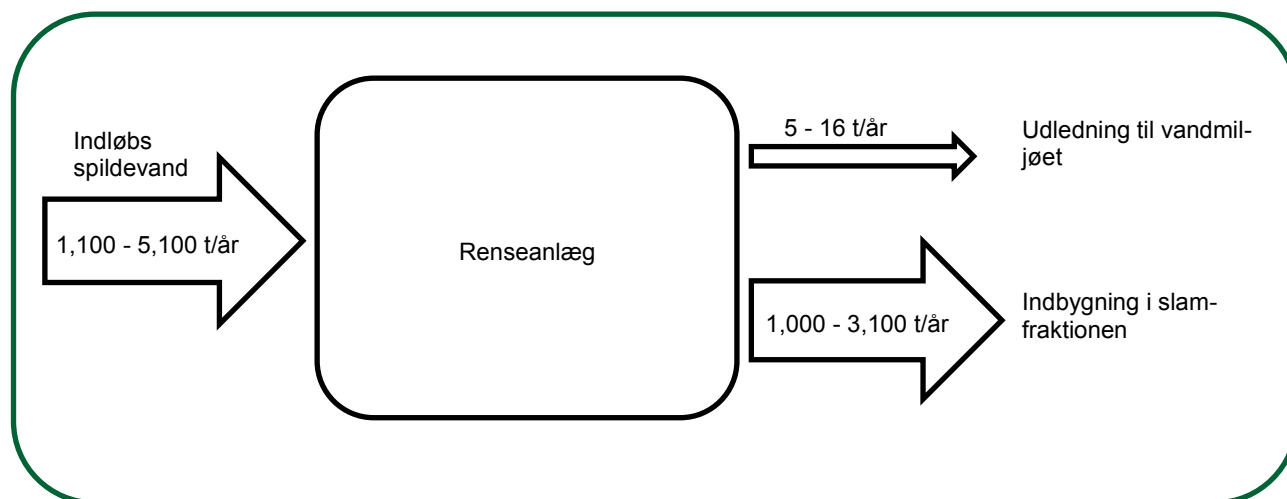 Indløbs
spildevand
1,100 - 5,100 t/år
Renseanlæg
5 - 16 t/år
Udledning til vandmil-
jøet
1,000 - 3,100 t/år
Indbygning i slam-
fraktionen